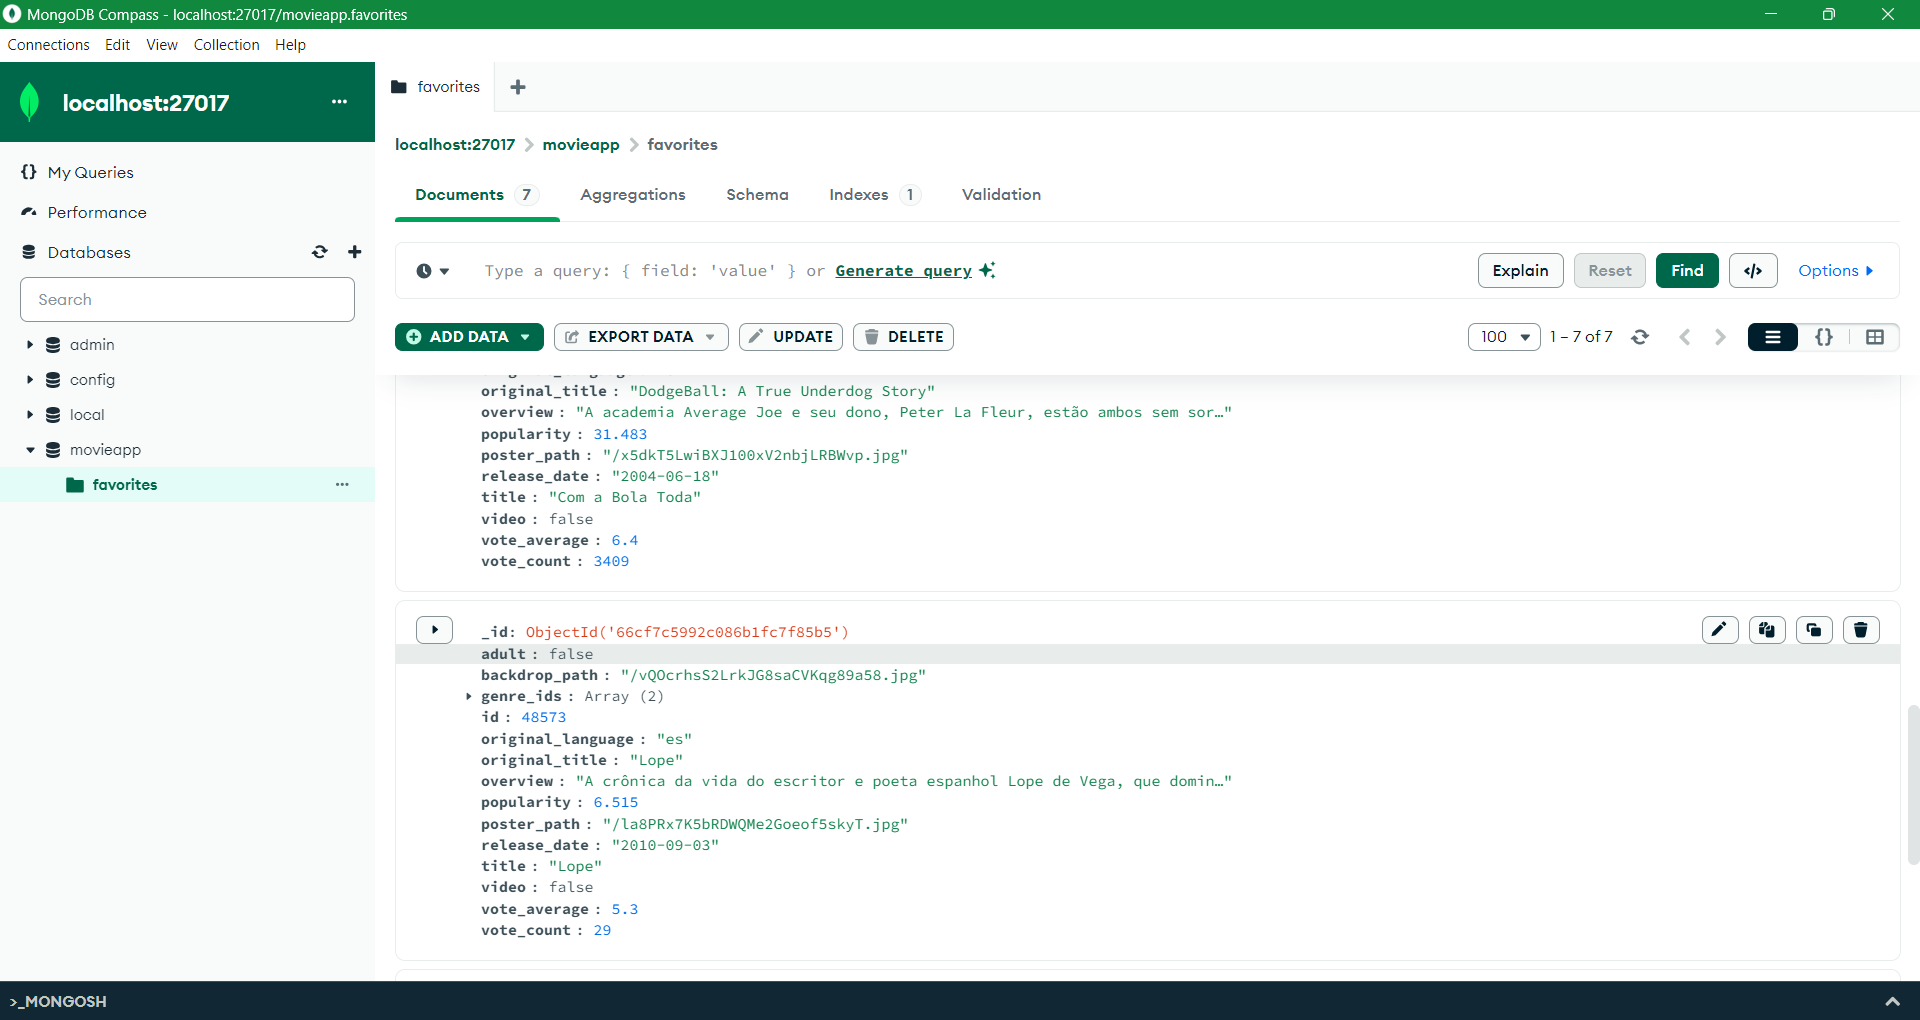 MongoDB Compass - localhost:27017/movieapp.favorites
Connections Edit View Collection Help
localhost:27017
My Queries
Performance
Databases
Search
admin
config
local
movieapp
favorites
favorites
localhost:27017 movieapp favorites
Documents 7 Aggregations Schema Indexes 1 Validation
Type a query: { field: 'value' } or Generate query
Explain Reset Find </> Options
ADD DATA EXPORT DATA UPDATE DELETE 100 1 – 7 of 7 {}
original_title : "DodgeBall: A True Underdog Story"
overview : "A academia Average Joe e seu dono, Peter La Fleur, estão ambos sem sor…"
popularity : 31.483
poster_path : "/x5dkT5LwiBXJ100xV2nbjLRBWvp.jpg"
release_date : "2004-06-18"
title : "Com a Bola Toda"
video : false
vote_average : 6.4
vote_count : 3409
_id: ObjectId('66cf7c5992c086b1fc7f85b5')
adult : false
backdrop_path : "/vQOcrhsS2LrkJG8saCVKqg89a58.jpg"
genre_ids : Array (2)
id : 48573
original_language : "es"
original_title : "Lope"
overview : "A crônica da vida do escritor e poeta espanhol Lope de Vega, que domin…"
popularity : 6.515
poster_path : "/la8PRx7K5bRDWQMe2Goeof5skyT.jpg"
release_date : "2010-09-03"
title : "Lope"
video : false
vote_average : 5.3
vote_count : 29
>_MONGOSH